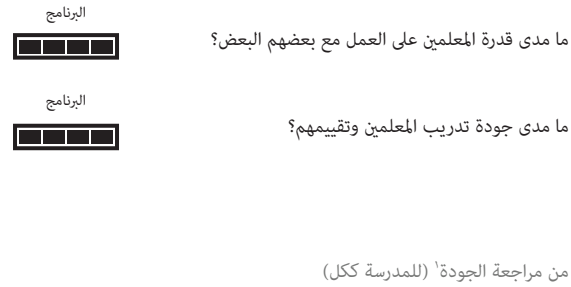 البرنامج
ما مدى قدرة المعلمين على العمل مع بعضهم البعض؟
البرنامج
ما مدى جودة تدريب المعلمين وتقييمهم؟
من مراجعة الجودة¹ (للمدرسة ككل)